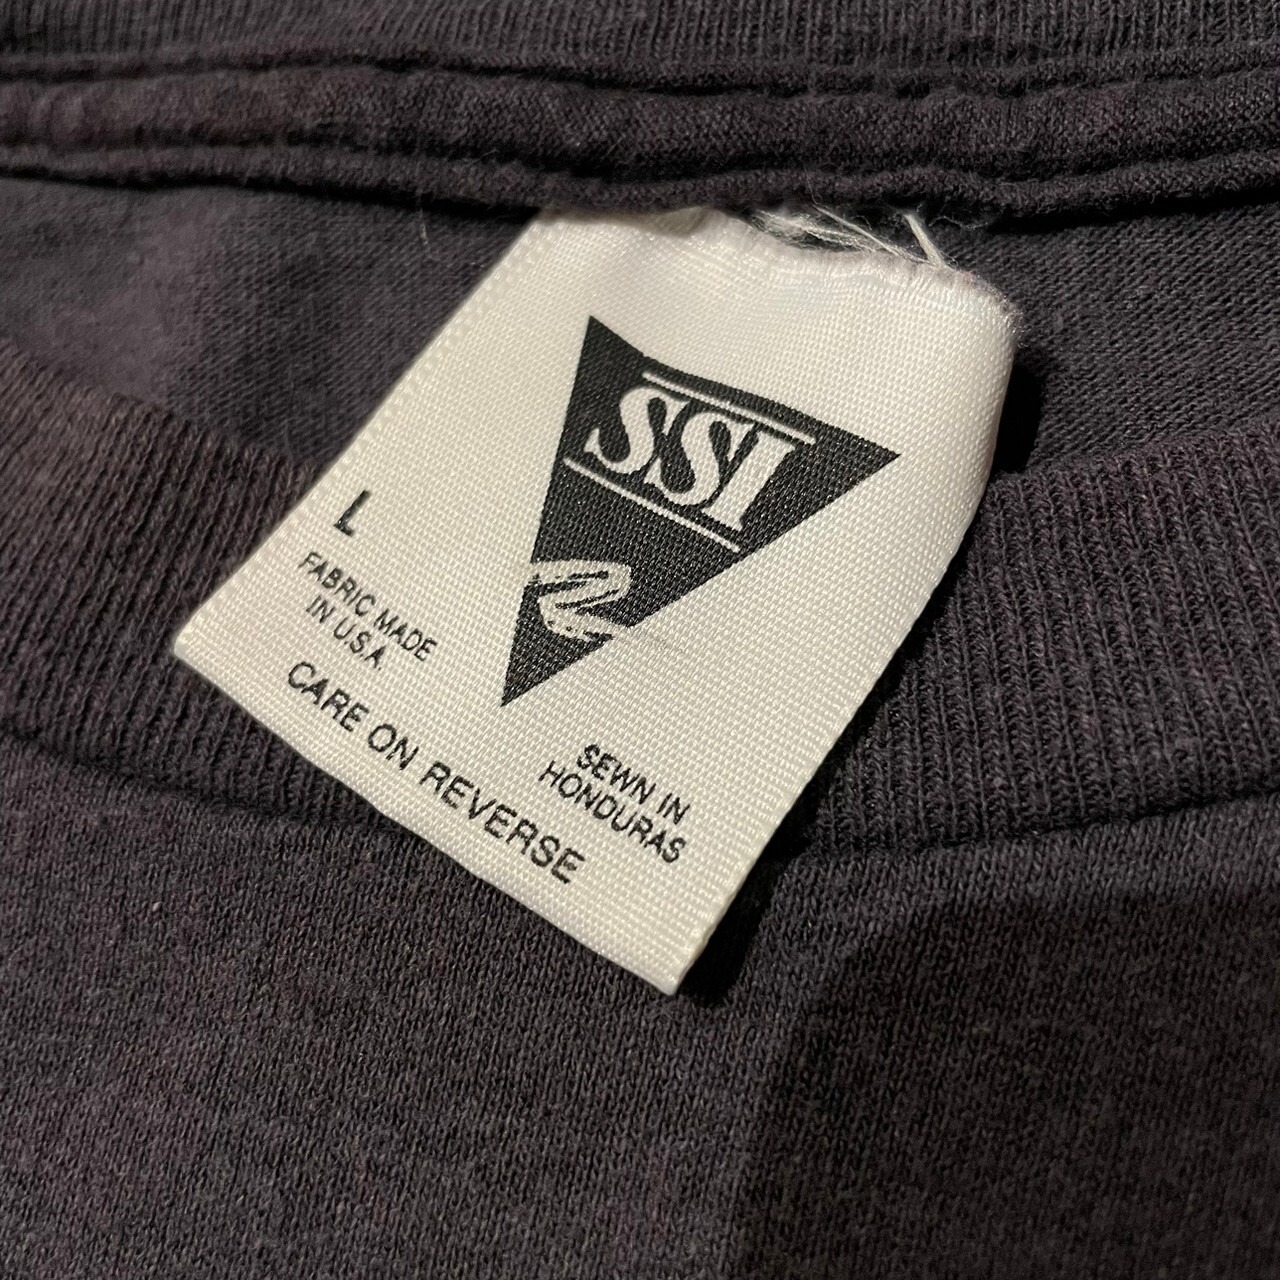 SSI
L
FABRIC MADE
IN U.S.A.
SEWN IN
HONDURAS
CARE ON REVERSE